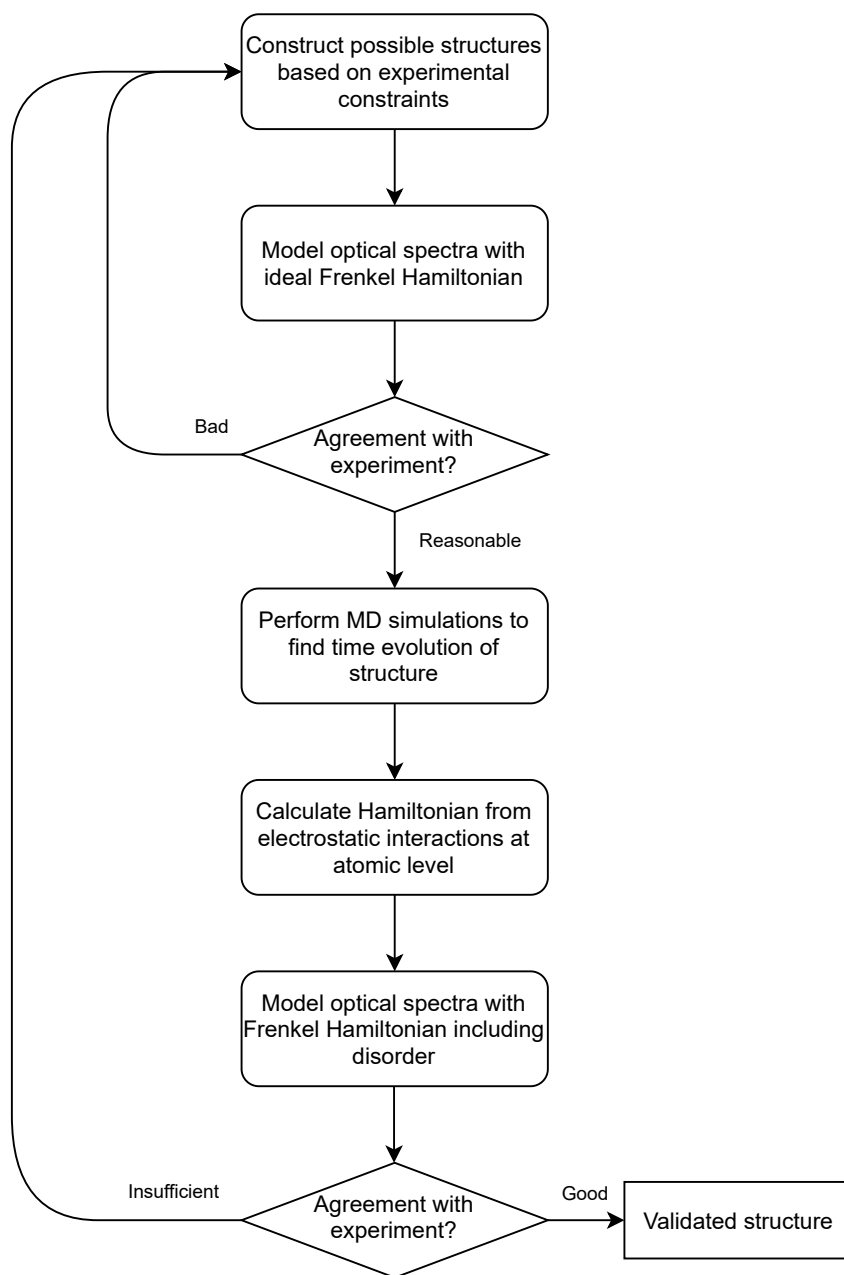 Construct possible structures
based on experimental
constraints
Model optical spectra with
ideal Frenkel Hamiltonian
Bad
Agreement with
experiment?
Reasonable
Perform MD simulations to
find time evolution of
structure
Calculate Hamiltonian from
electrostatic interactions at
atomic level
Model optical spectra with
Frenkel Hamiltonian including
disorder
Insufficient
Agreement with
experiment?
Good
Validated structure